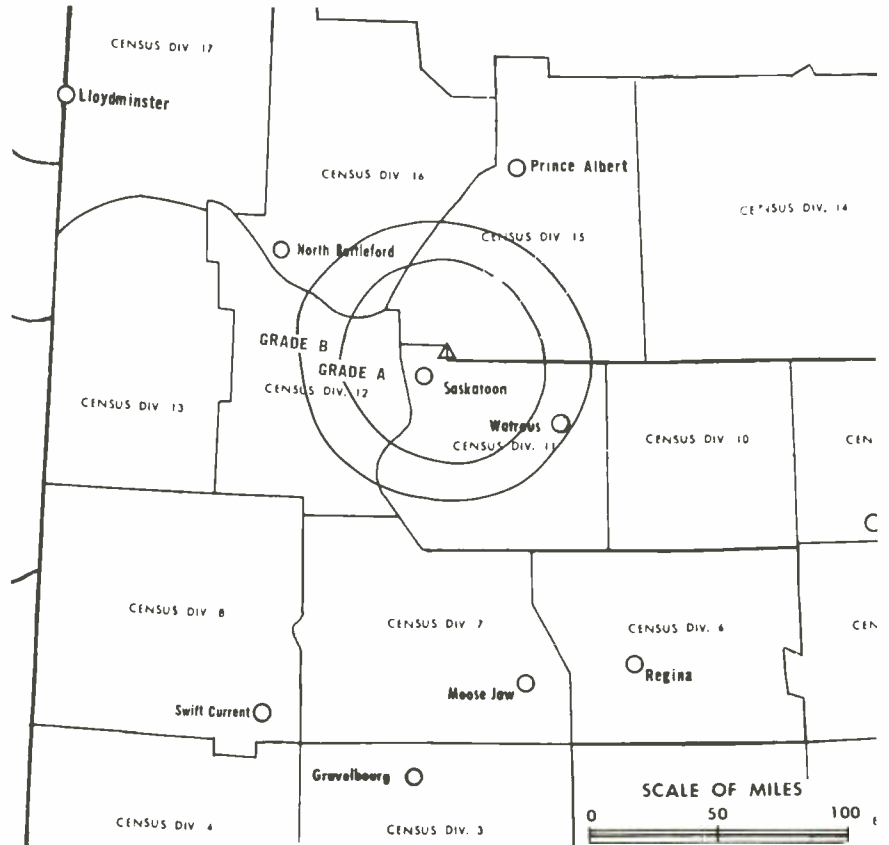 CENSUS DIV. 17
Lloydminster
Prince Albert
CENSUS DIV. 16
CENSUS DIV. 14
CENSUS DIV 15
North Battleford
GRADE B
GRADE A
Saskatoon
CENSUS DIV. 12
CENSUS DIV 13
Watrous
CENSUS DIV. 11
CENSUS DIV 10
CEN
CENSUS DIV 8
CENSUS DIV 7
CENSUS DIV. 6
CEN
Regina
Moose Jaw
Swift Current
Gravelbourg
SCALE OF MILES
0 50 100
CENSUS DIV 4
CENSUS DIV. 3